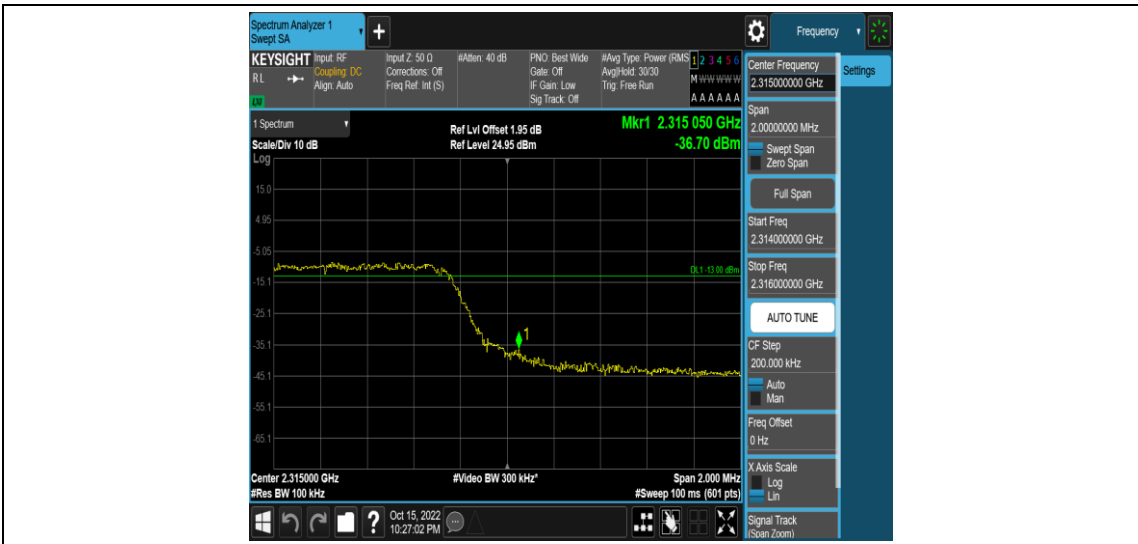 Spectrum Analyzer 1
Swept SA
Frequency
KEYSIGHT
RL
LXI
Input: RF
Coupling: DC
Align: Auto
Input Z: 50 Ω
Corrections: Off
Freq Ref: Int (S)
#Atten: 40 dB
PNO: Best Wide
Gate: Off
IF Gain: Low
Sig Track: Off
#Avg Type: Power (RMS
Avg|Hold: 30/30
Trig: Free Run
1 2 3 4 5 6
M W W W W W
A A A A A A
1 Spectrum
Scale/Div 10 dB
Log
Ref Lvl Offset 1.95 dB
Ref Level 24.95 dBm
Mkr1 2.315 050 GHz
-36.70 dBm
15.0
4.95
-5.05
-15.1
-25.1
-35.1
-45.1
-55.1
-65.1
DL1 -13.00 dBm
1
Center 2.315000 GHz
#Res BW 100 kHz
#Video BW 300 kHz*
Span 2.000 MHz
#Sweep 100 ms (601 pts)
?
Oct 15, 2022
10:27:02 PM
Center Frequency
2.315000000 GHz
Settings
Span
2.00000000 MHz
Swept Span
Zero Span
Full Span
Start Freq
2.314000000 GHz
Stop Freq
2.316000000 GHz
AUTO TUNE
CF Step
200.000 kHz
Auto
Man
Freq Offset
0 Hz
X Axis Scale
Log
Lin
Signal Track
(Span Zoom)